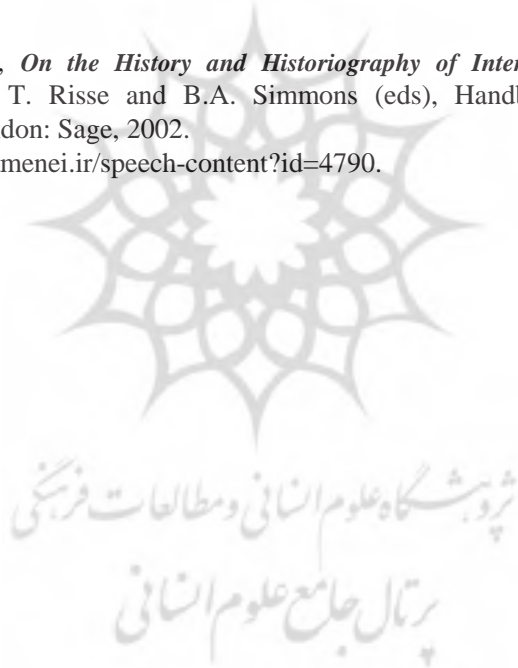 , On the History and Historiography of Inter
T. Risse and B.A. Simmons (eds), Handb
don: Sage, 2002.
menei.ir/speech-content?id=4790.
پژوهشگاه علوم انسانی و مطالعات فرهنگی
پرتال جامع علوم انسانی